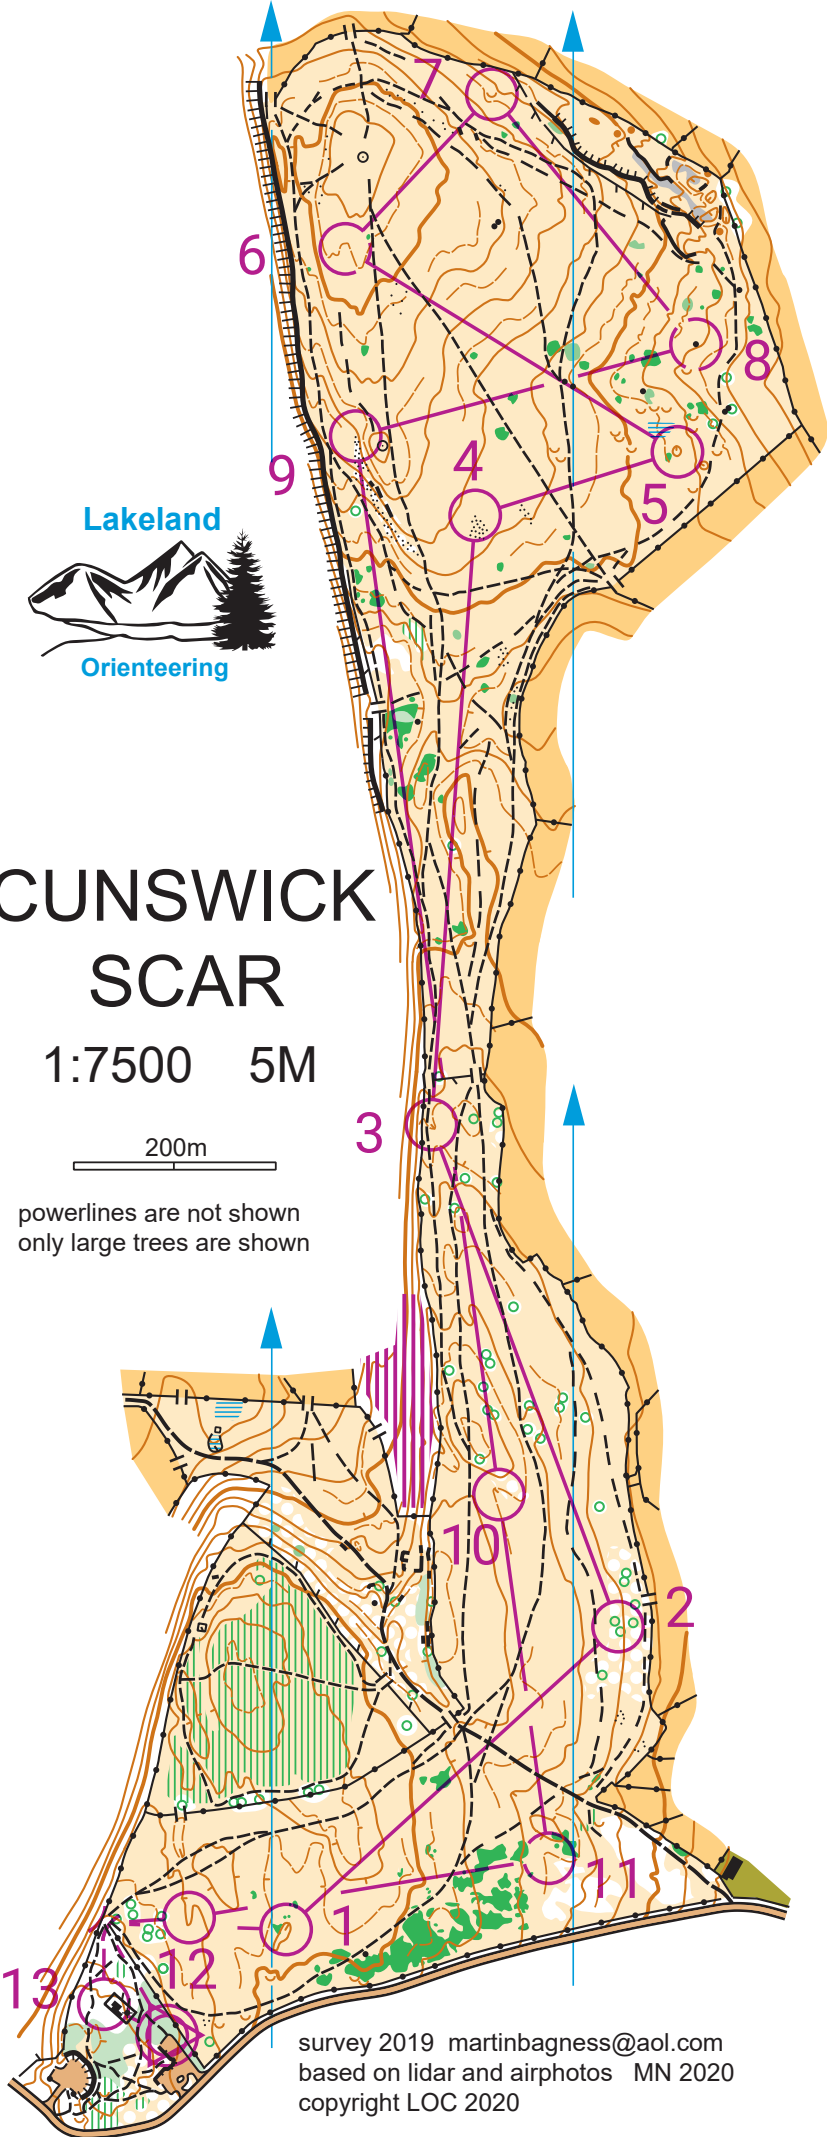 7
6
8
9
4
5
Lakeland
Orienteering
CUNSWICK
SCAR
1:7500 5M
3
200m
powerlines are not shown
only large trees are shown
10
2
11
1
12
13
survey 2019 martinbagness@aol.com
based on lidar and airphotos MN 2020
copyright LOC 2020